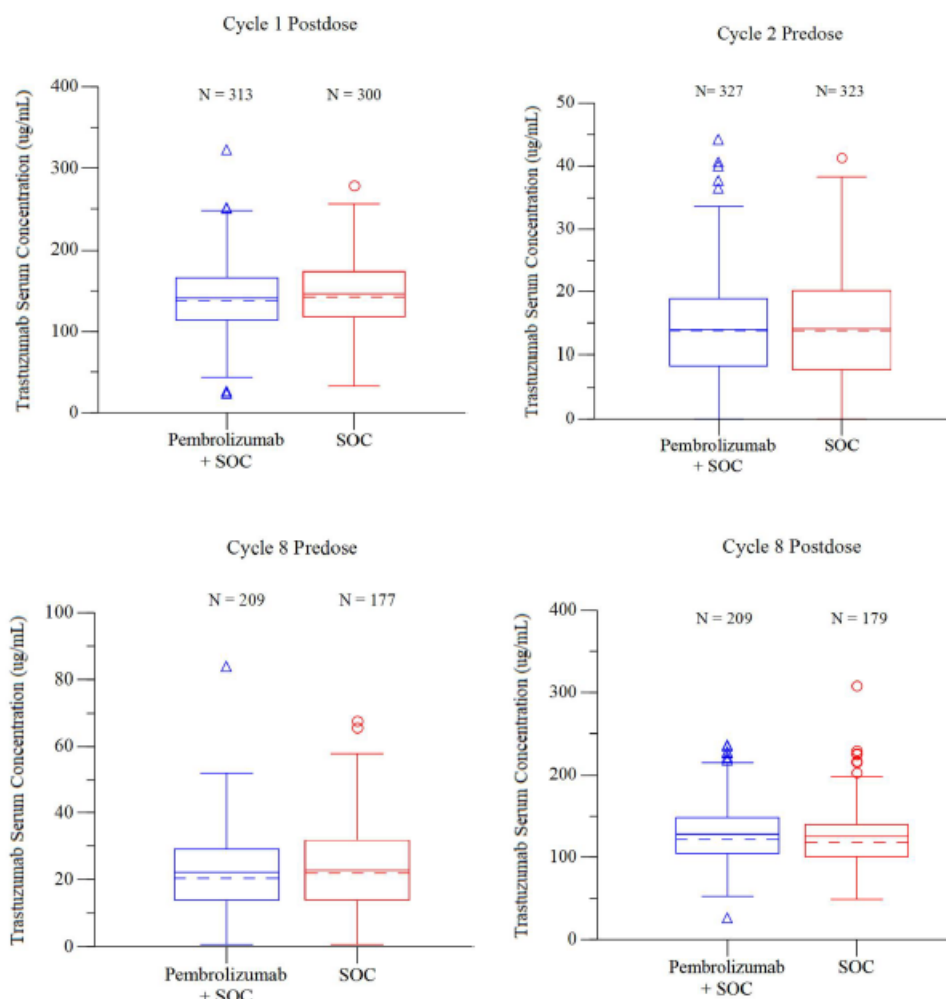 Cycle 1 Postdose
N = 313
N = 300
Trastuzumab Serum Concentration (ug/mL)
400
300
200
100
0
Pembrolizumab
+ SOC
SOC
Cycle 2 Predose
N= 327
N= 323
Trastuzumab Serum Concentration (ug/mL)
50
40
30
20
10
0
Pembrolizumab
+ SOC
SOC
Cycle 8 Predose
N = 209
N = 177
Trastuzumab Serum Concentration (ug/mL)
100
80
60
40
20
0
Pembrolizumab
+ SOC
SOC
Cycle 8 Postdose
N = 209
N = 179
Trastuzumab Serum Concentration (ug/mL)
400
300
200
100
0
Pembrolizumab
+ SOC
SOC